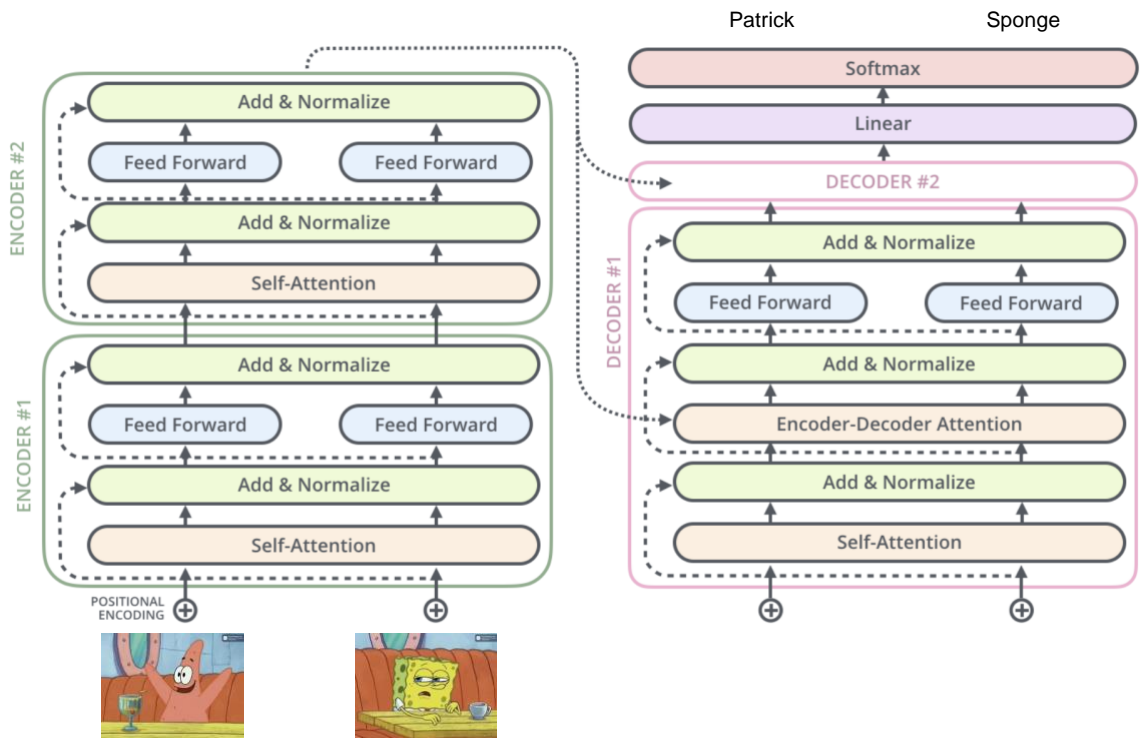 Patrick
Sponge
Softmax
Linear
DECODER #2
DECODER #1
Add & Normalize
Feed Forward
Feed Forward
Add & Normalize
Encoder-Decoder Attention
Add & Normalize
Self-Attention
ENCODER #2
Add & Normalize
Feed Forward
Feed Forward
Add & Normalize
Self-Attention
ENCODER #1
Add & Normalize
Feed Forward
Feed Forward
Add & Normalize
Self-Attention
POSITIONAL
ENCODING